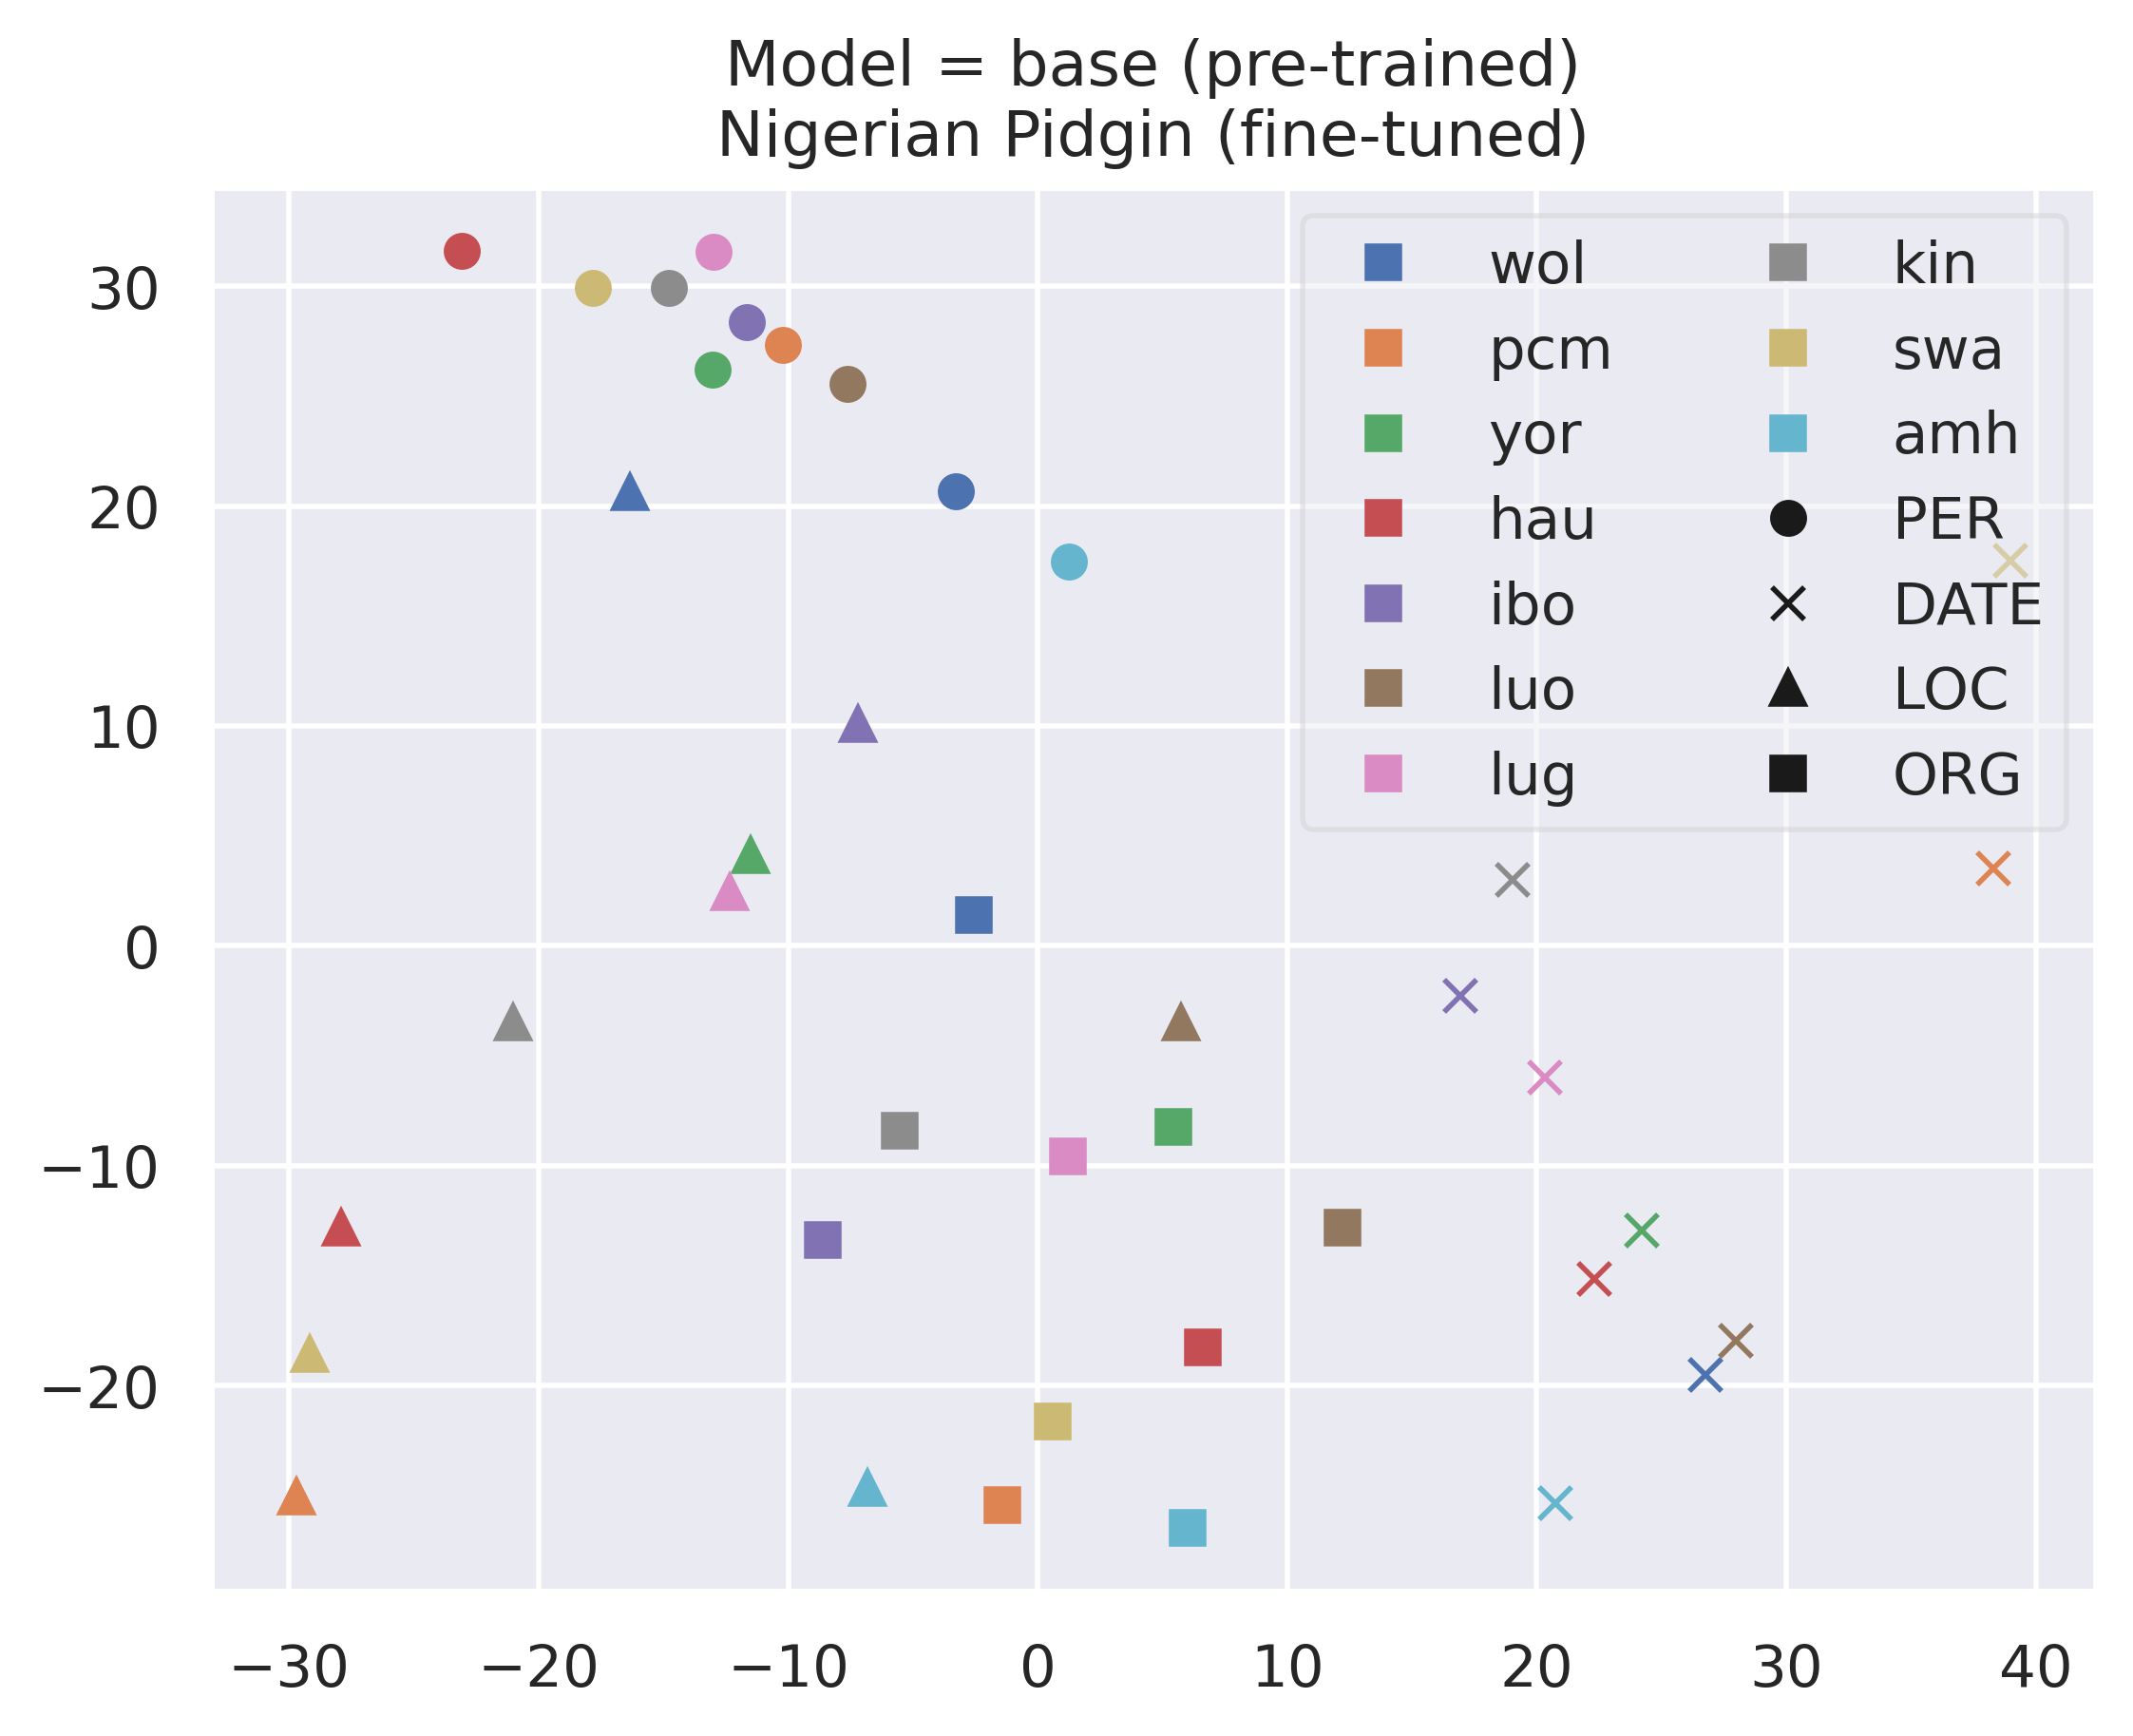 Model = base (pre-trained)
Nigerian Pidgin (fine-tuned)
wol
pcm
yor
hau
ibo
luo
lug
kin
swa
amh
PER
DATE
LOC
ORG
30
20
10
0
−10
−20
−30 −20 −10 0 10 20 30 40